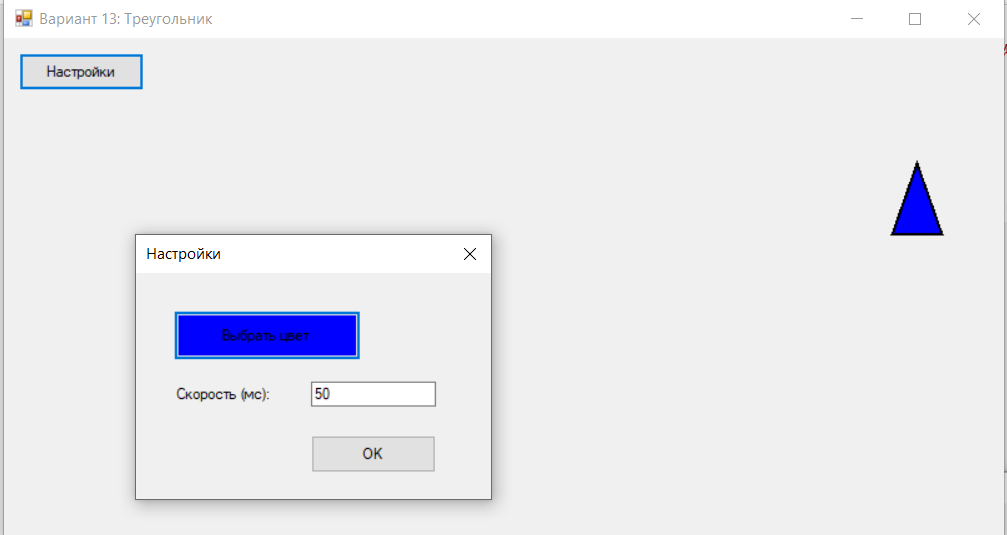 Вариант 13: Треугольник
Настройки
Настройки
Выбрать цвет
Скорость (мс):
50
OK